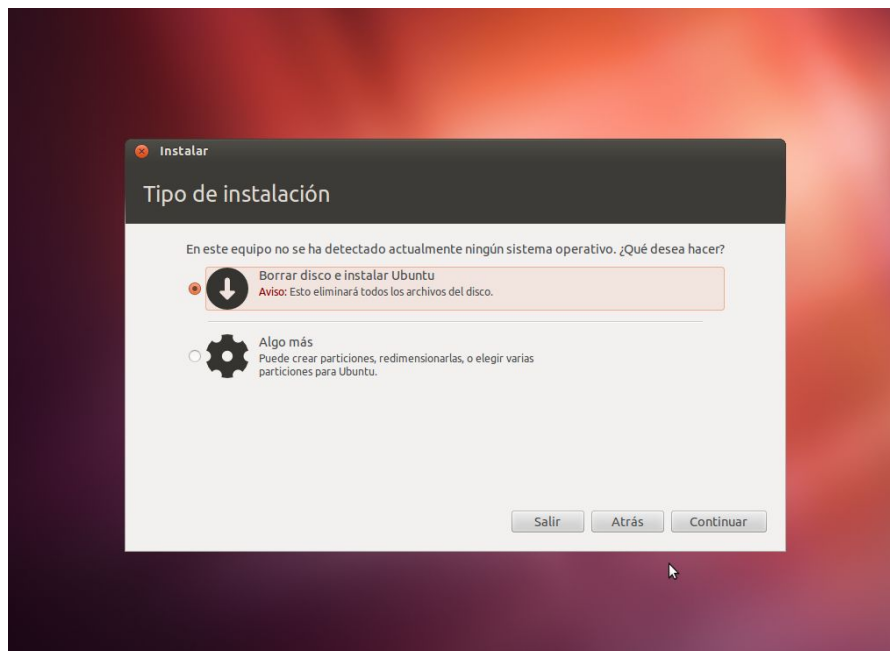 Instalar
Tipo de instalación
En este equipo no se ha detectado actualmente ningún sistema operativo. ¿Qué desea hacer?
Borrar disco e instalar Ubuntu
Aviso: Esto eliminará todos los archivos del disco.
Algo más
Puede crear particiones, redimensionarlas, o elegir varias
particiones para Ubuntu.
Salir Atrás Continuar